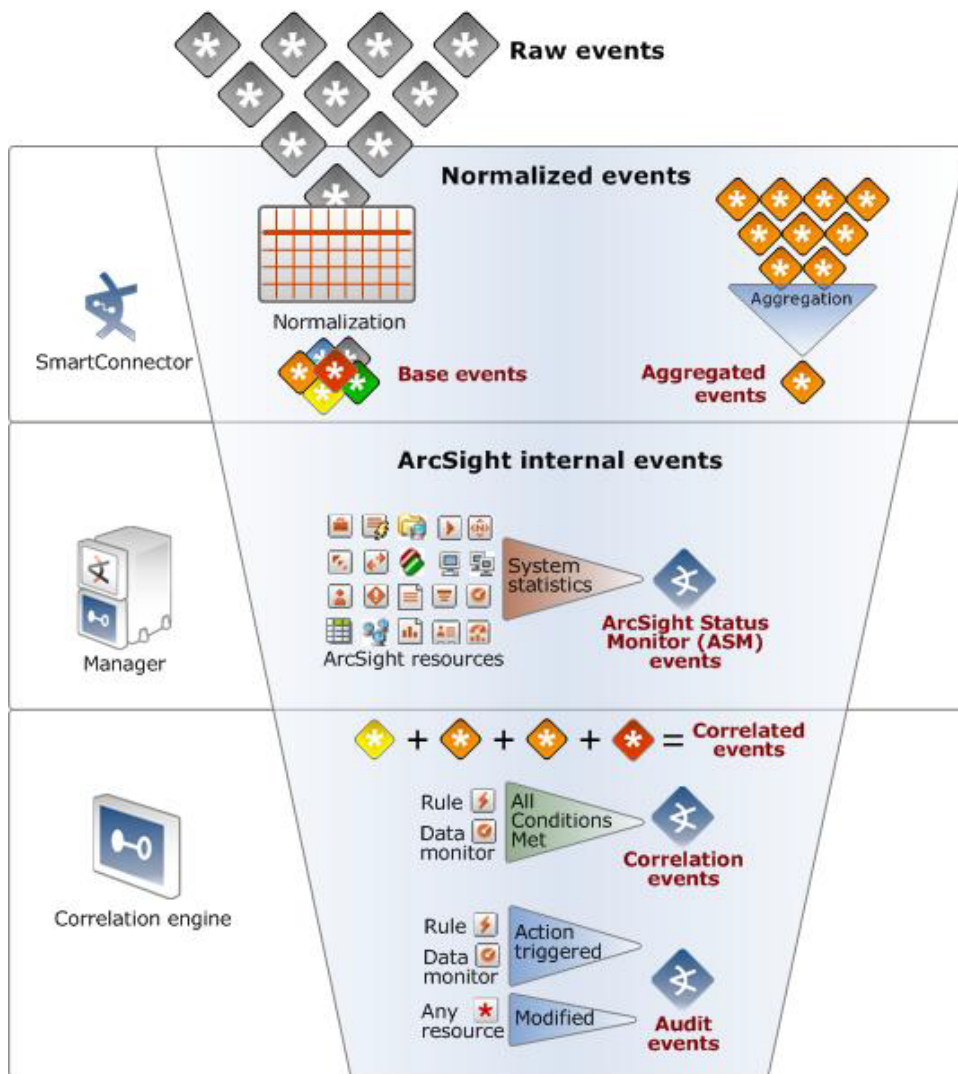 Raw events
Normalized events
Aggregation
Normalization
SmartConnector
Base events
Aggregated
events
ArcSight internal events
System
statistics
ArcSight Status
Monitor (ASM)
events
ArcSight resources
Manager
+ + + =
Correlated
events
Rule
Data
monitor
All
Conditions
Met
Correlation
events
Correlation engine
Rule
Data
monitor
Action
triggered
Any
resource
Modified
Audit
events